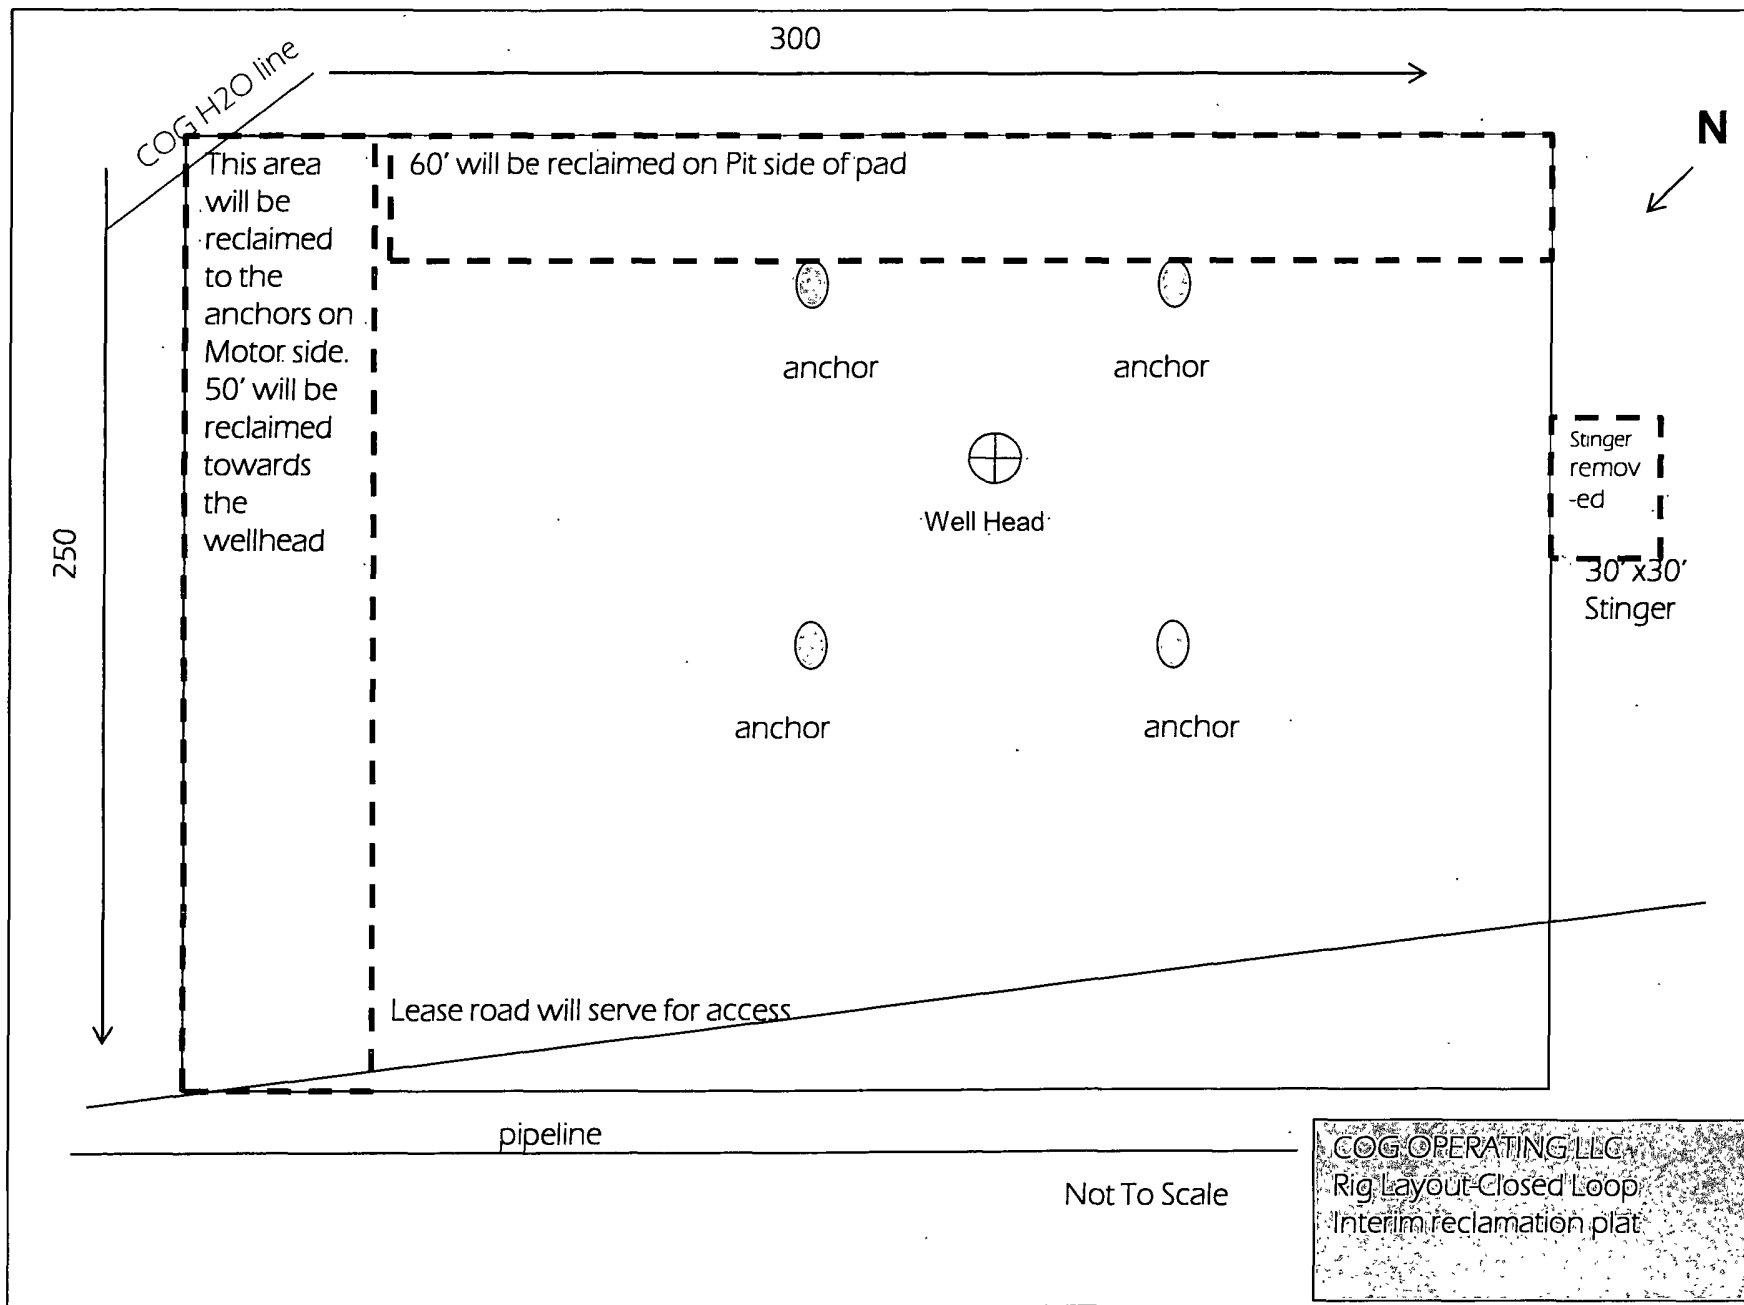 300
COG H2O line
N
This area
will be
reclaimed
to the
anchors on
Motor side.
50' will be
reclaimed
towards
the
wellhead
60' will be reclaimed on Pit side of pad
anchor
anchor
Well Head
Stinger
remov
-ed
30' x30'
Stinger
250
anchor
anchor
Lease road will serve for access
pipeline
Not To Scale
COG OPERATING LLC
Rig Layout-Closed Loop
Interim reclamation plat